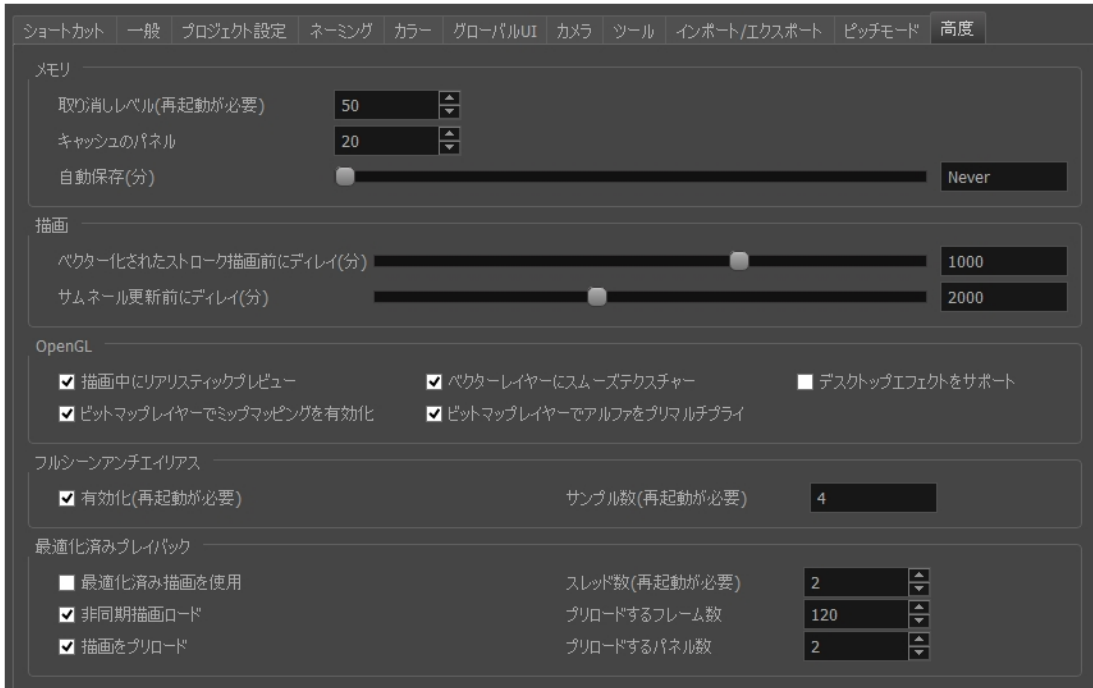 ショートカット 一般 プロジェクト設定 ネーミング カラー グローバルUI カメラ ツール インポート/エクスポート ピッチモード 高度
メモリ
取り消しレベル(再起動が必要) 50
キャッシュのパネル 20
自動保存(分) Never
描画
ベクター化されたストローク描画前にディレイ(分) 1000
サムネール更新前にディレイ(分) 2000
OpenGL
描画中にリアリスティックプレビュー ベクターレイヤーにスムーズテクスチャー デスクトップエフェクトをサポート
ビットマップレイヤーでミップマッピングを有効化 ビットマップレイヤーでアルファをプリマルチプライ
フルシーンアンチエイリアス
有効化(再起動が必要) サンプル数(再起動が必要) 4
最適化済みプレイバック
最適化済み描画を使用 スレッド数(再起動が必要) 2
非同期描画ロード プリロードするフレーム数 120
描画をプリロード プリロードするパネル数 2